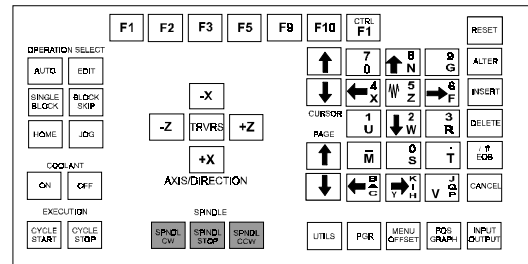 F1 F2 F3 F5 F9 F10 CTRL F1
RESET
OPERATION SELECT
AUTO EDIT
SINGLE BLOCK BLOCK SKIP
HOME JOG
COOLANT
ON OFF
EXECUTION
CYCLE START CYCLE STOP
-X
-Z TRVRS +Z
+X
AXIS/DIRECTION
SPINDLE
SPNDL CW SPNDL STOP SPNDL CCW
CURSOR
PAGE
7 0 8 N 9 G
4 X W 5 Z 6 F
1 U 2 W 3 R
M 0 S . T
B A C Y K I H V J Q P
ALTER
INSERT
DELETE
/ # EOB
CANCEL
UTILS PGR MENU OFFSET POS GRAPH INPUT OUTPUT